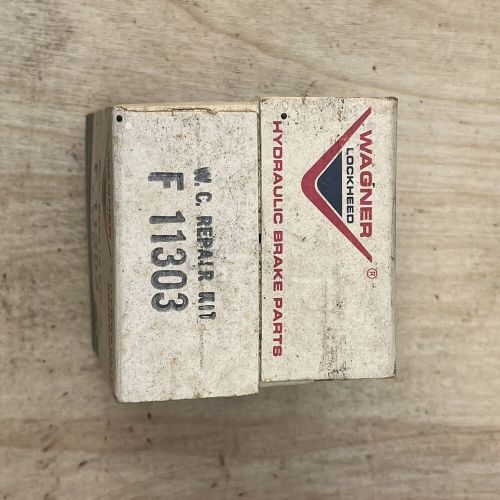 W.C. REPAIR KIT
F 11303
WAGNER
LOCKHEED
®
HYDRAULIC BRAKE PARTS